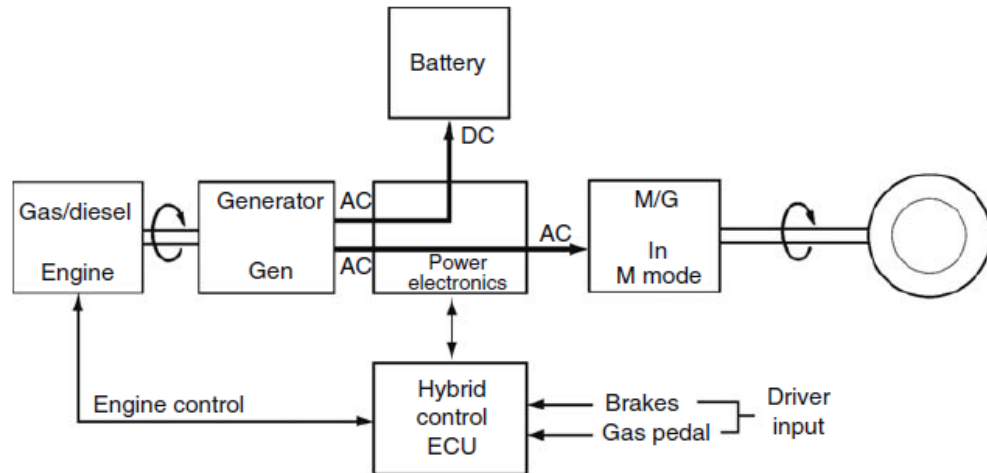 Battery
DC
Gas/diesel
Engine
Generator
Gen
AC
AC
Power
electronics
AC
M/G
In
M mode
Engine control
Hybrid
control
ECU
Brakes
Gas pedal
Driver
input